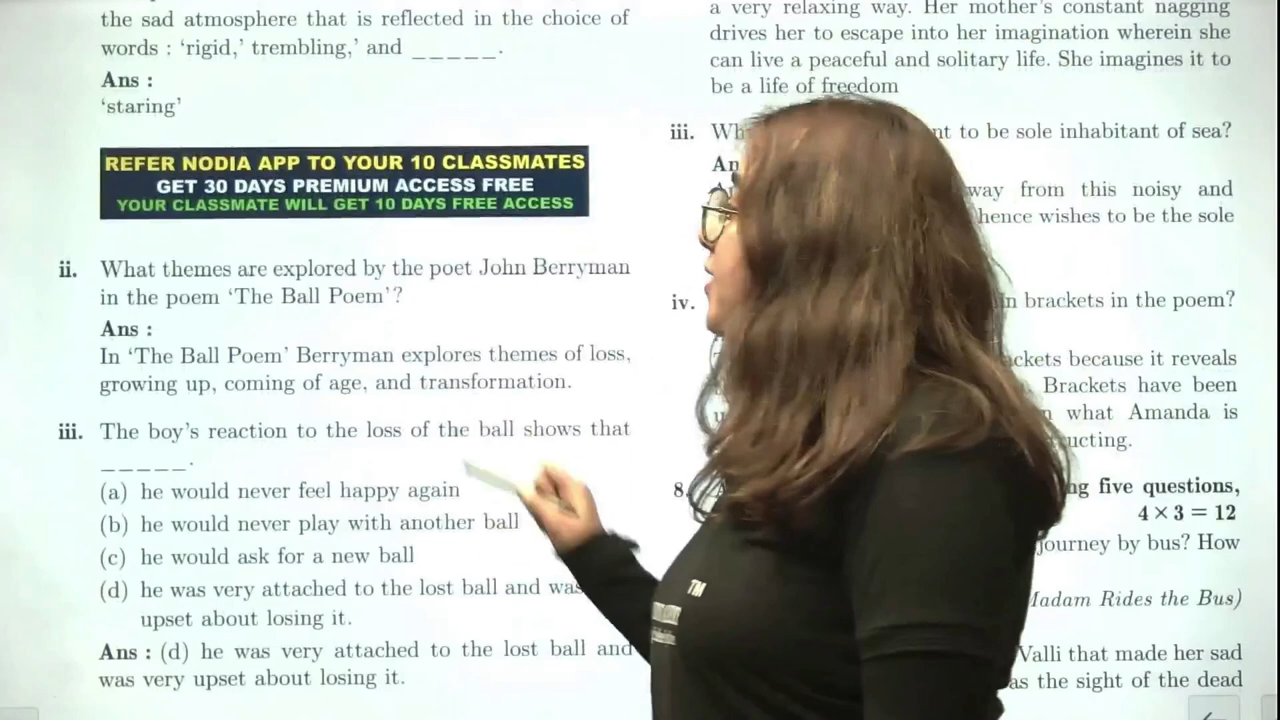 the sad atmosphere that is reflected in the choice of
words : ‘rigid,’ trembling,’ and _____.
Ans :
‘staring’
REFER NODIA APP TO YOUR 10 CLASSMATES
GET 30 DAYS PREMIUM ACCESS FREE
YOUR CLASSMATE WILL GET 10 DAYS FREE ACCESS
ii. What themes are explored by the poet John Berryman
in the poem ‘The Ball Poem’?
Ans :
In ‘The Ball Poem’ Berryman explores themes of loss,
growing up, coming of age, and transformation.
iii. The boy’s reaction to the loss of the ball shows that
_____.
(a) he would never feel happy again
(b) he would never play with another ball
(c) he would ask for a new ball
(d) he was very attached to the lost ball and was
upset about losing it.
Ans : (d) he was very attached to the lost ball and
was very upset about losing it.
a very relaxing way. Her mother’s constant nagging
drives her to escape into her imagination wherein she
can live a peaceful and solitary life. She imagines it to
be a life of freedom
iii. to be sole inhabitant of sea?
from this noisy and
hence wishes to be the sole
iv. in brackets in the poem?
because it reveals
Brackets have been
what Amanda is
8. five questions,
4 × 3 = 12
journey by bus? How
Madam Rides the Bus)
Valli that made her sad
as the sight of the dead
TM